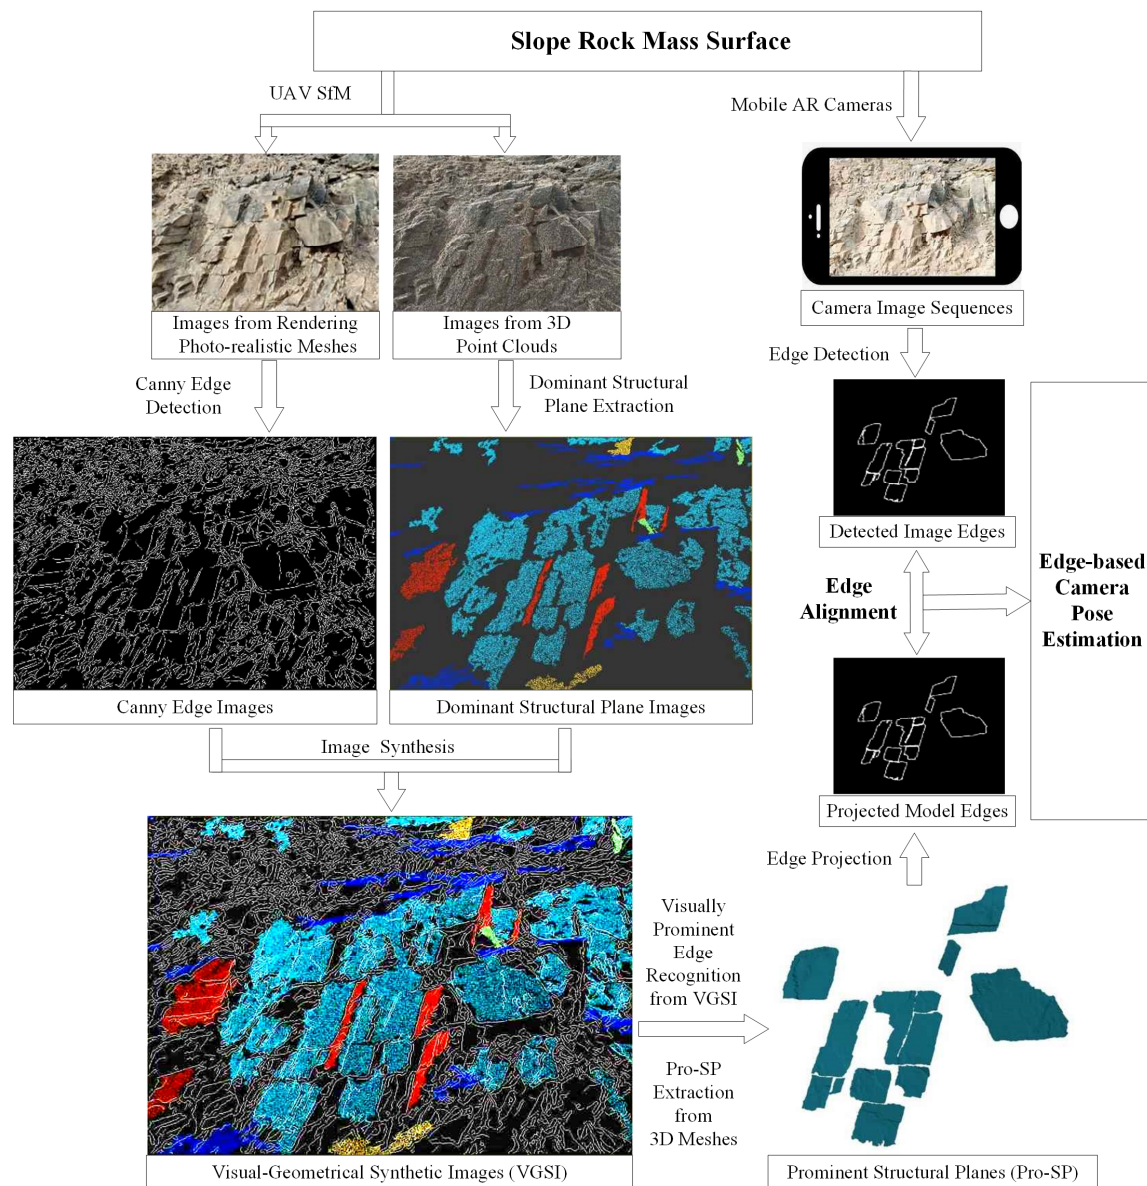 Slope Rock Mass Surface
UAV SfM
Mobile AR Cameras
Images from Rendering
Photo-realistic Meshes
Images from 3D
Point Clouds
Camera Image Sequences
Canny Edge
Detection
Dominant Structural
Plane Extraction
Edge Detection
Canny Edge Images
Dominant Structural Plane Images
Detected Image Edges
Edge
Alignment
Edge-based
Camera
Pose
Estimation
Image Synthesis
Projected Model Edges
Edge Projection
Visually
Prominent
Edge
Recognition
from VGSI
Pro-SP
Extraction
from
3D Meshes
Visual-Geometrical Synthetic Images (VGSI)
Prominent Structural Planes (Pro-SP)